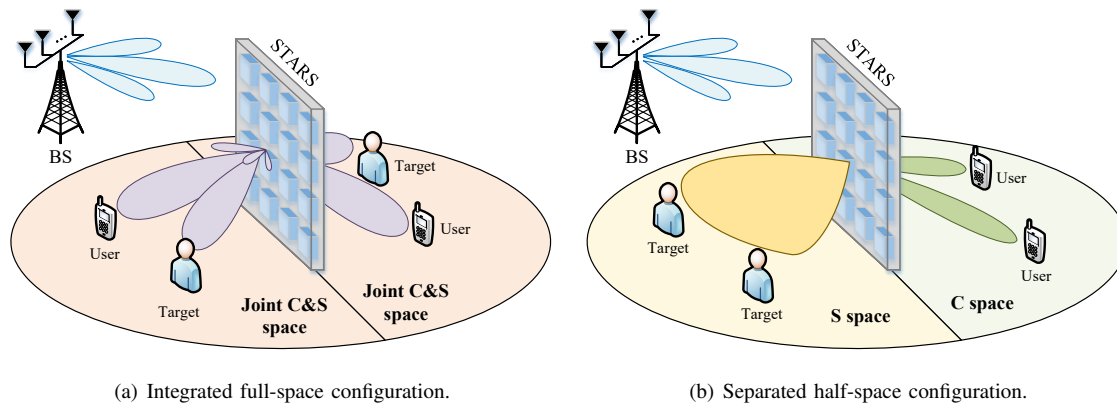 STARS
BS
Target
User
User
Target
Joint C&S
space
Joint C&S
space
(a) Integrated full-space configuration.
STARS
BS
User
Target
User
Target
S space
C space
(b) Separated half-space configuration.